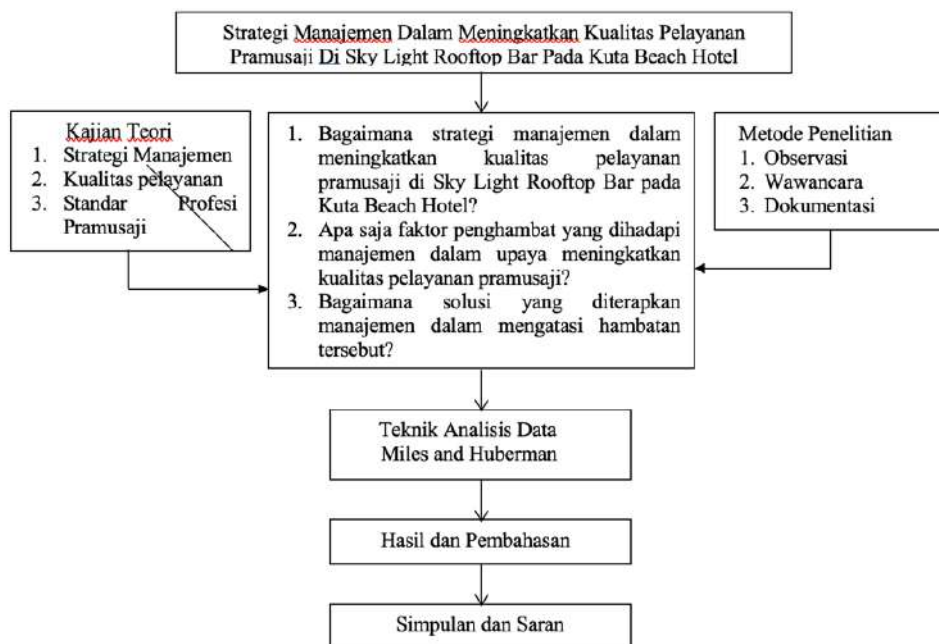 Strategi Manajemen Dalam Meningkatkan Kualitas Pelayanan
Pramusaji Di Sky Light Rooftop Bar Pada Kuta Beach Hotel
Kajian Teori
1. Strategi Manajemen
2. Kualitas pelayanan
3. Standar Profesi
Pramusaji
1. Bagaimana strategi manajemen dalam
meningkatkan kualitas pelayanan
pramusaji di Sky Light Rooftop Bar pada
Kuta Beach Hotel?
2. Apa saja faktor penghambat yang dihadapi
manajemen dalam upaya meningkatkan
kualitas pelayanan pramusaji?
3. Bagaimana solusi yang diterapkan
manajemen dalam mengatasi hambatan
tersebut?
Metode Penelitian
1. Observasi
2. Wawancara
3. Dokumentasi
Teknik Analisis Data
Miles and Huberman
Hasil dan Pembahasan
Simpulan dan Saran